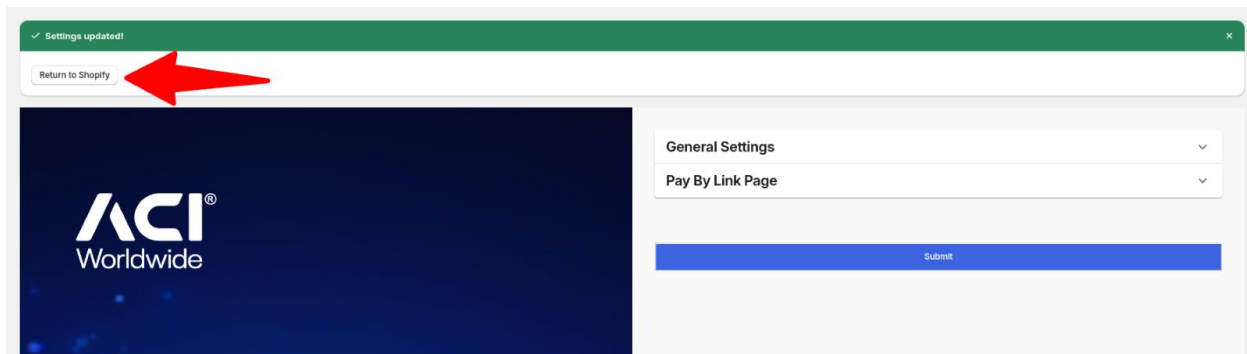 ✓ Settings updated!
×
Return to Shopify
General Settings
Pay By Link Page
ACI®
Worldwide
Submit